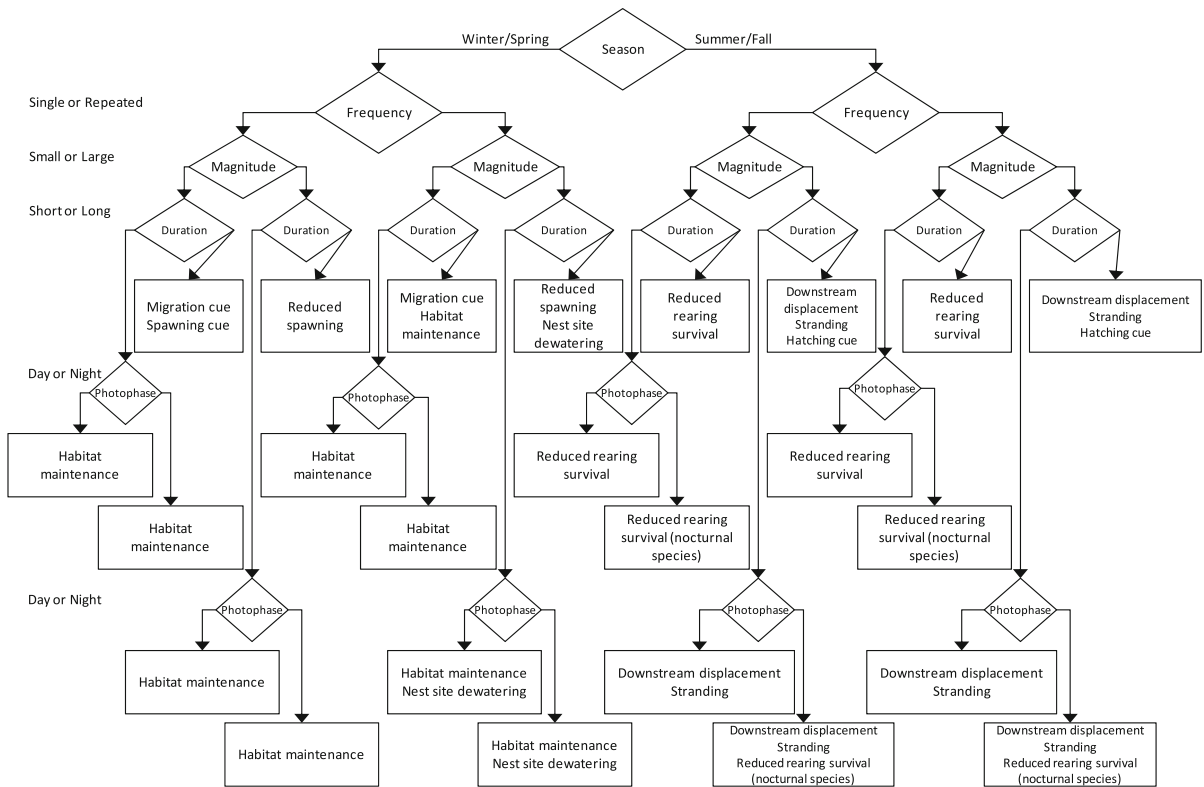 Winter/Spring
Season
Summer/Fall
Single or Repeated
Frequency
Frequency
Small or Large
Magnitude
Magnitude
Magnitude
Magnitude
Short or Long
Duration
Duration
Duration
Duration
Duration
Duration
Duration
Duration
Migration cue
Spawning cue
Reduced
spawning
Migration cue
Habitat
maintenance
Reduced
spawning
Nest site
dewatering
Reduced
rearing
survival
Downstream
displacement
Stranding
Hatching cue
Reduced
rearing
survival
Downstream displacement
Stranding
Hatching cue
Day or Night
Photophase
Photophase
Photophase
Photophase
Habitat
maintenance
Habitat
maintenance
Reduced rearing
survival
Reduced rearing
survival
Habitat
maintenance
Habitat
maintenance
Reduced rearing
survival (nocturnal
species)
Reduced rearing
survival (nocturnal
species)
Day or Night
Photophase
Photophase
Photophase
Photophase
Habitat maintenance
Habitat maintenance
Nest site dewatering
Downstream displacement
Stranding
Downstream displacement
Stranding
Habitat maintenance
Habitat maintenance
Nest site dewatering
Downstream displacement
Stranding
Reduced rearing survival
(nocturnal species)
Downstream displacement
Stranding
Reduced rearing survival
(nocturnal species)